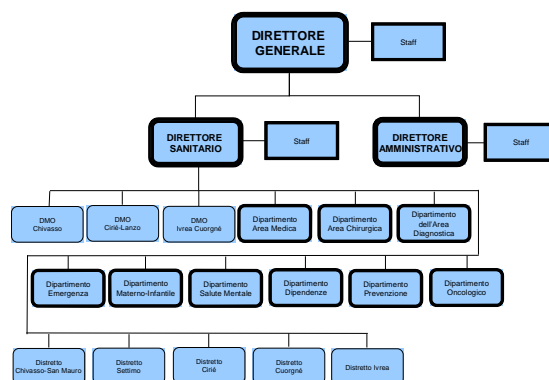 DIRETTORE
GENERALE
Staff
DIRETTORE
SANITARIO
Staff
DIRETTORE
AMMINISTRATIVO
Staff
DMO
Chivasso
DMO
Cirié-Lanzo
DMO
Ivrea Cuorgnè
Dipartimento
Area Medica
Dipartimento
Area Chirurgica
Dipartimento
dell'Area
Diagnostica
Dipartimento
Emergenza
Dipartimento
Materno-Infantile
Dipartimento
Salute Mentale
Dipartimento
Dipendenze
Dipartimento
Prevenzione
Dipartimento
Oncologico
Distretto
Chivasso-San Mauro
Distretto
Settimo
Distretto
Cirié
Distretto
Cuorgnè
Distretto Ivrea